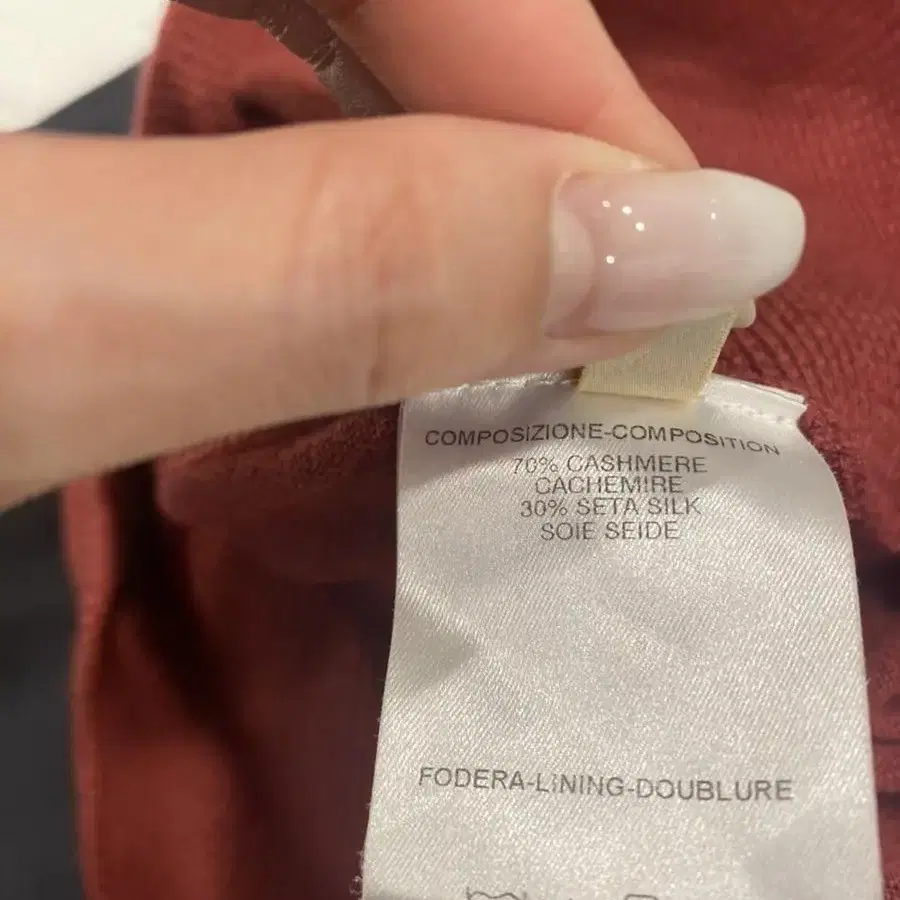 COMPOSIZIONE-COMPOSITION
70% CASHMERE
CACHEMIRE
30% SETA SILK
SOIE SEIDE
FODERA-LINING-DOUBLURE